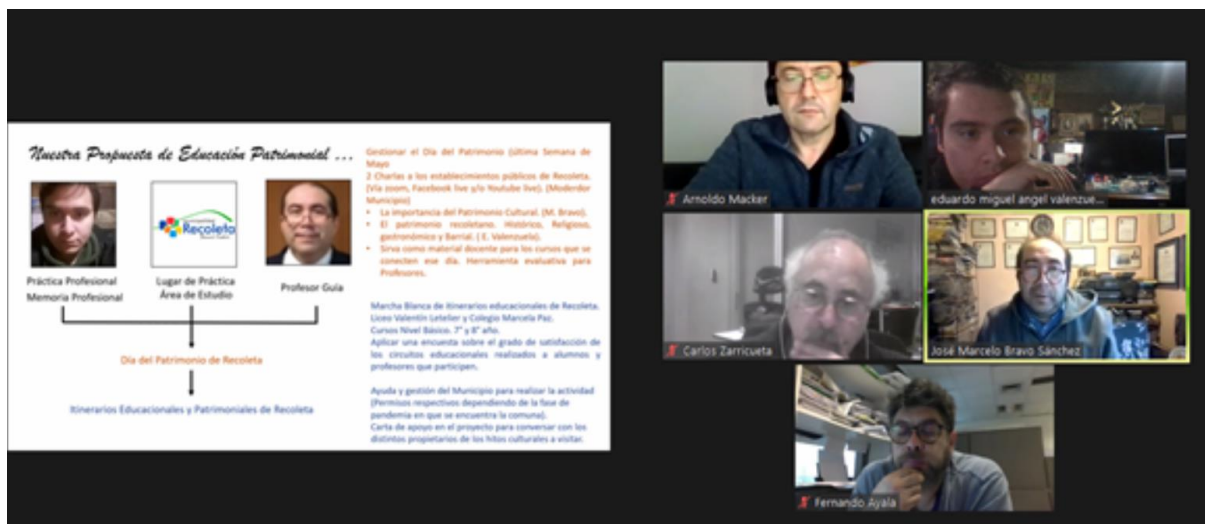 Nuestra Propuesta de Educación Patrimonial ...
Práctica Profesional
Memoria Profesional
Recoleta
Lugar de Práctica
Área de Estudio
Profesor Guía
Día del Patrimonio de Recoleta
Itinerarios Educacionales y Patrimoniales de Recoleta
Gestionar el Día del Patrimonio (última Semana de
Mayo
2 Charlas a los establecimientos públicos de Recoleta.
(Vía zoom, Facebook live y/o Youtube live). (Moderdor
Municipio)
• La importancia del Patrimonio Cultural. (M. Bravo).
• El patrimonio recoletano. Histórico, Religioso,
gastronómico y Barrial. ( E. Valenzuela).
• Sirva como material docente para los cursos que se
conecten ese día. Herramienta evaluativa para
Profesores.
Marcha Blanca de itinerarios educacionales de Recoleta.
Liceo Valentín Letelier y Colegio Marcela Paz.
Cursos Nivel Básico. 7° y 8° año.
Aplicar una encuesta sobre el grado de satisfacción de
los circuitos educacionales realizados a alumnos y
profesores que participen.
Ayuda y gestión del Municipio para realizar la actividad
(Permisos respectivos dependiendo de la fase de
pandemia en que se encuentra la comuna).
Carta de apoyo en el proyecto para conversar con los
distintos propietarios de los hitos culturales a visitar.
Arnoldo Macker
eduardo miguel angel valenzue...
Carlos Zarricueta
José Marcelo Bravo Sánchez
Fernando Ayala